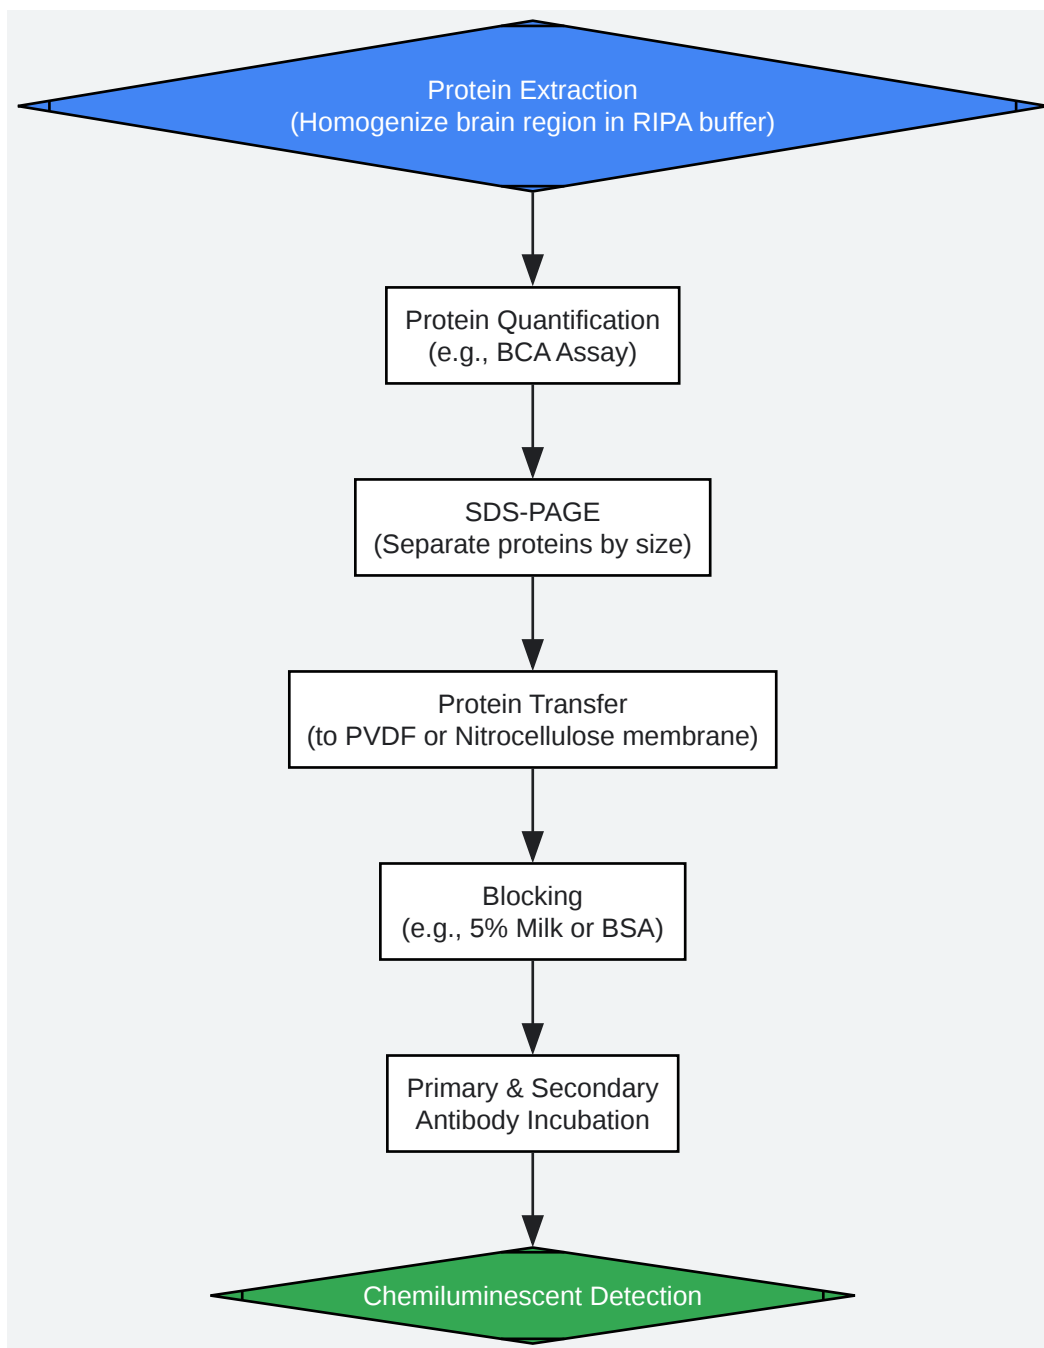 Protein Extraction
(Homogenize brain region in RIPA buffer)
Protein Quantification
(e.g., BCA Assay)
SDS-PAGE
(Separate proteins by size)
Protein Transfer
(to PVDF or Nitrocellulose membrane)
Blocking
(e.g., 5% Milk or BSA)
Primary & Secondary
Antibody Incubation
Chemiluminescent Detection